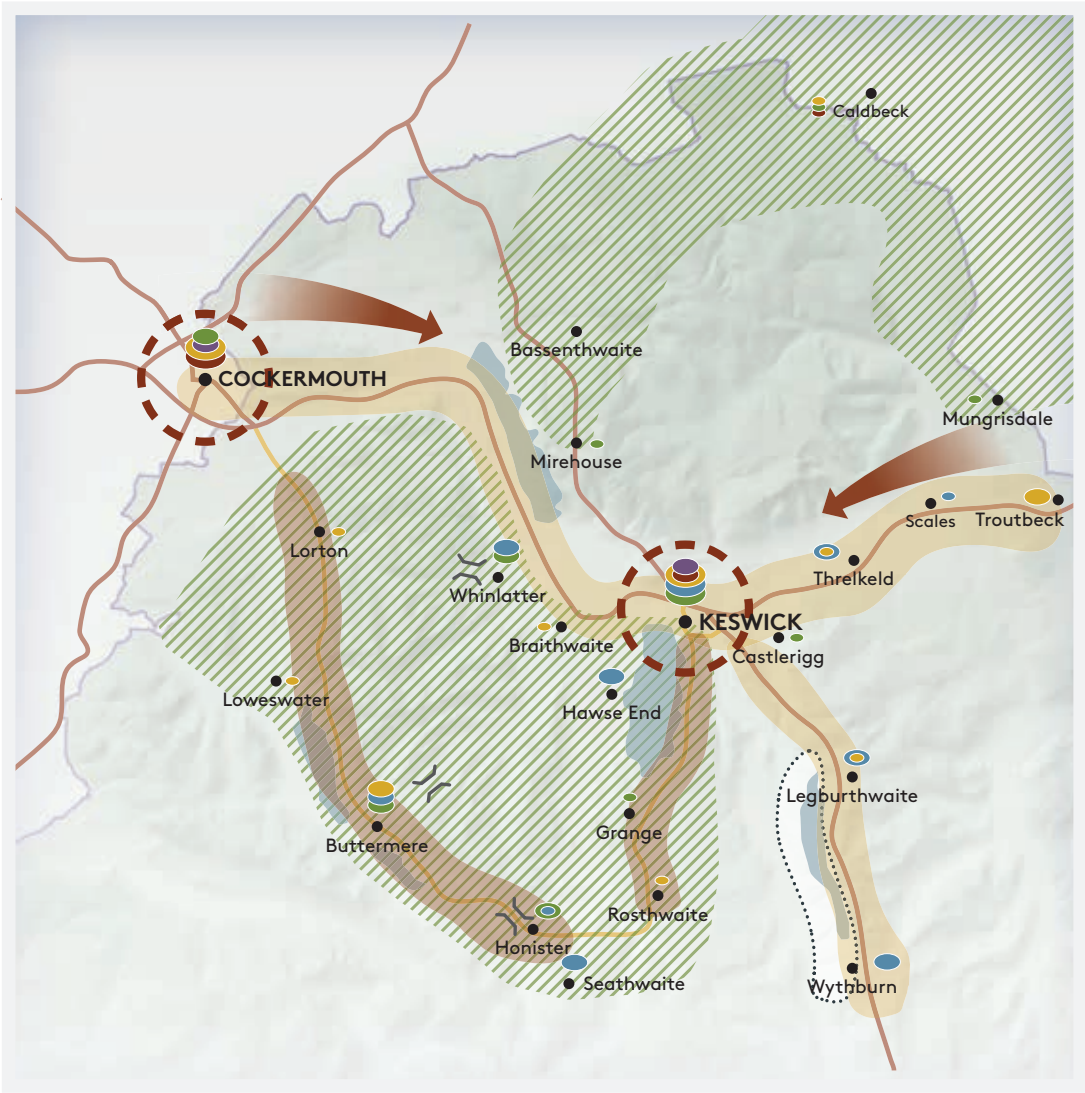 Caldbeck
Bassenthwaite
COCKERMOUTH
Mungrisdale
Mirehouse
Scales
Troutbeck
Lorton
Threlkeld
Whinlatter
KESWICK
Braithwaite
Castlerigg
Loweswater
Hawse End
Legburthwaite
Grange
Buttermere
Rosthwaite
Honister
Seathwaite
Wythburn